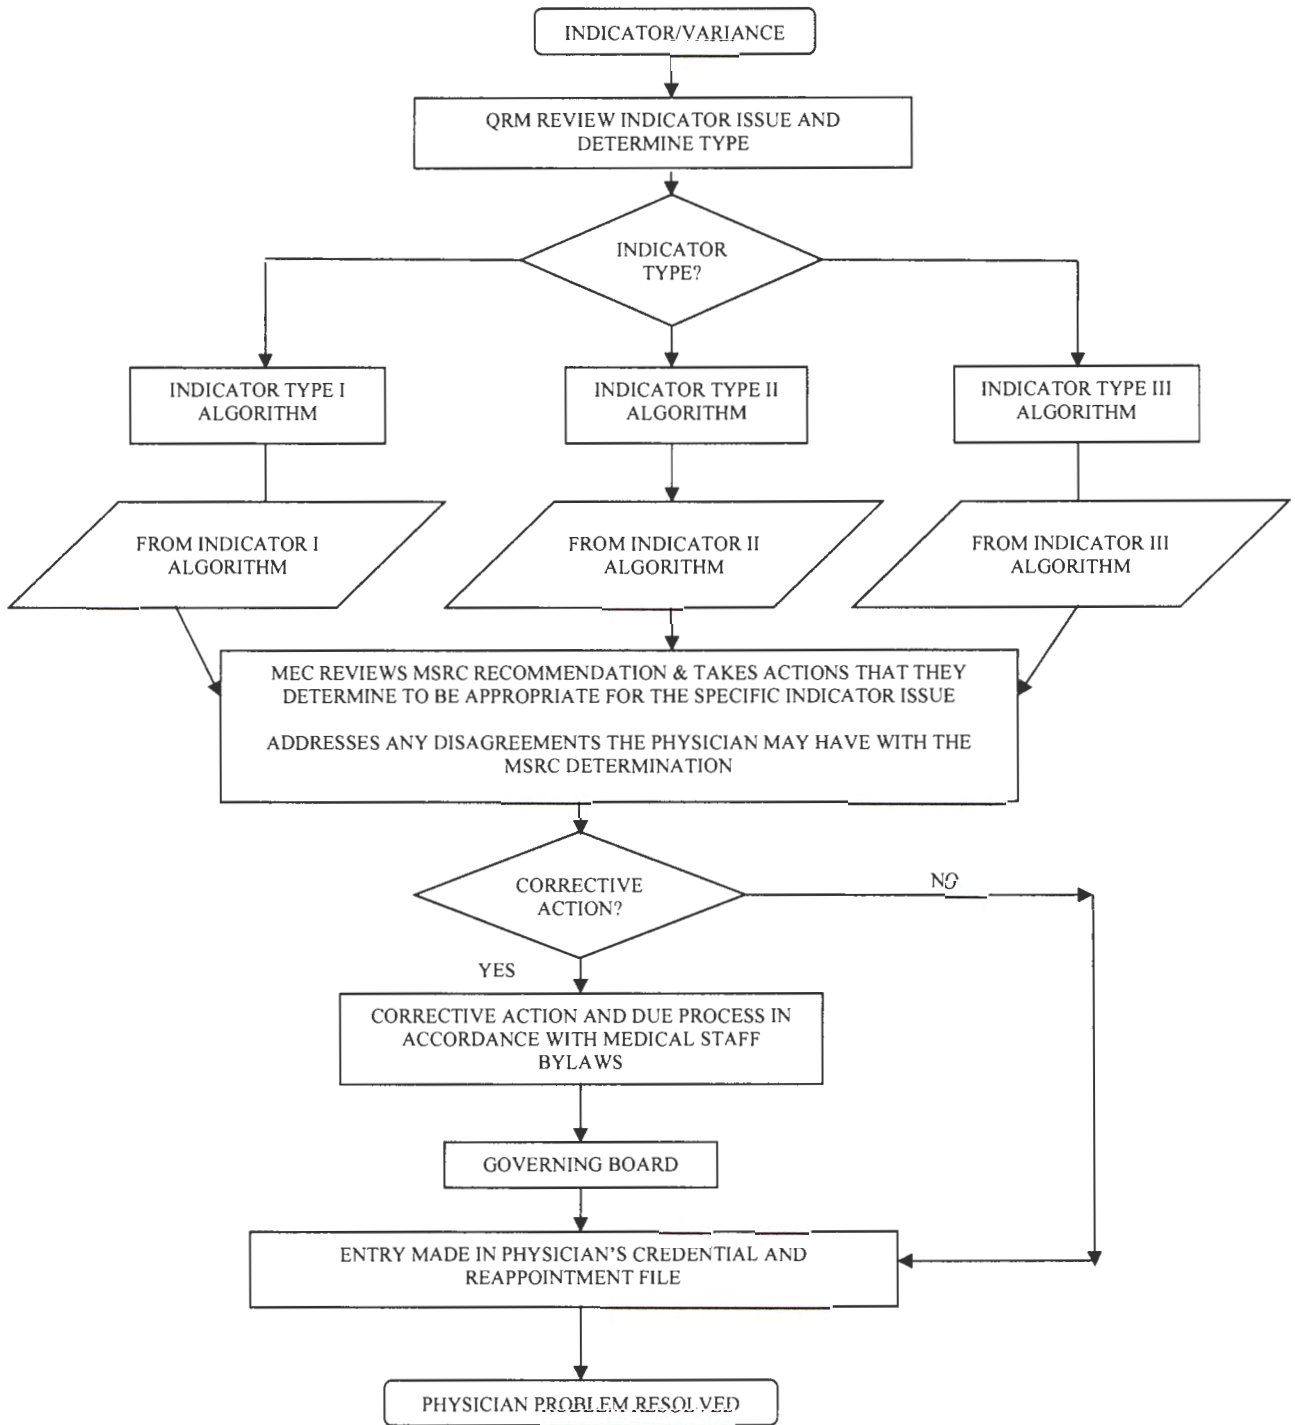 INDICATOR/VARIANCE
QRM REVIEW INDICATOR ISSUE AND
DETERMINE TYPE
INDICATOR
TYPE?
INDICATOR TYPE I
ALGORITHM
INDICATOR TYPE II
ALGORITHM
INDICATOR TYPE III
ALGORITHM
FROM INDICATOR I
ALGORITHM
FROM INDICATOR II
ALGORITHM
FROM INDICATOR III
ALGORITHM
MEC REVIEWS MSRC RECOMMENDATION & TAKES ACTIONS THAT THEY
DETERMINE TO BE APPROPRIATE FOR THE SPECIFIC INDICATOR ISSUE
ADDRESSES ANY DISAGREEMENTS THE PHYSICIAN MAY HAVE WITH THE
MSRC DETERMINATION
CORRECTIVE
ACTION?
NO
YES
CORRECTIVE ACTION AND DUE PROCESS IN
ACCORDANCE WITH MEDICAL STAFF
BYLAWS
GOVERNING BOARD
ENTRY MADE IN PHYSICIAN'S CREDENTIAL AND
REAPPOINTMENT FILE
PHYSICIAN PROBLEM RESOLVED